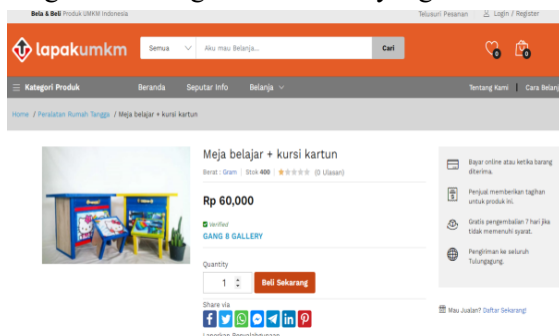 Bela & Beli Produk UMKM Indonesia
Telusuri Pesanan
Login / Register
lapakumkm
Semua
Aku mau Belanja...
Cari
0
0
Kategori Produk
Beranda
Seputar Info
Belanja
Tentang Kami
Cara Belanja
Home / Peralatan Rumah Tangga / Meja belajar + kursi kartun
Meja belajar + kursi kartun
Berat : Gram
Stok 400
(0 Ulasan)
Rp 60,000
Verified
GANG 8 GALLERY
Quantity
1
Beli Sekarang
Share via
Bayar online atau ketika barang
diterima.
Penjual memberikan tagihan
untuk produk ini.
Gratis pengembalian 7 hari jika
tidak memenuhi syarat.
Pengiriman ke seluruh
Tulungagung.
Mau Jualan? Daftar Sekarang!